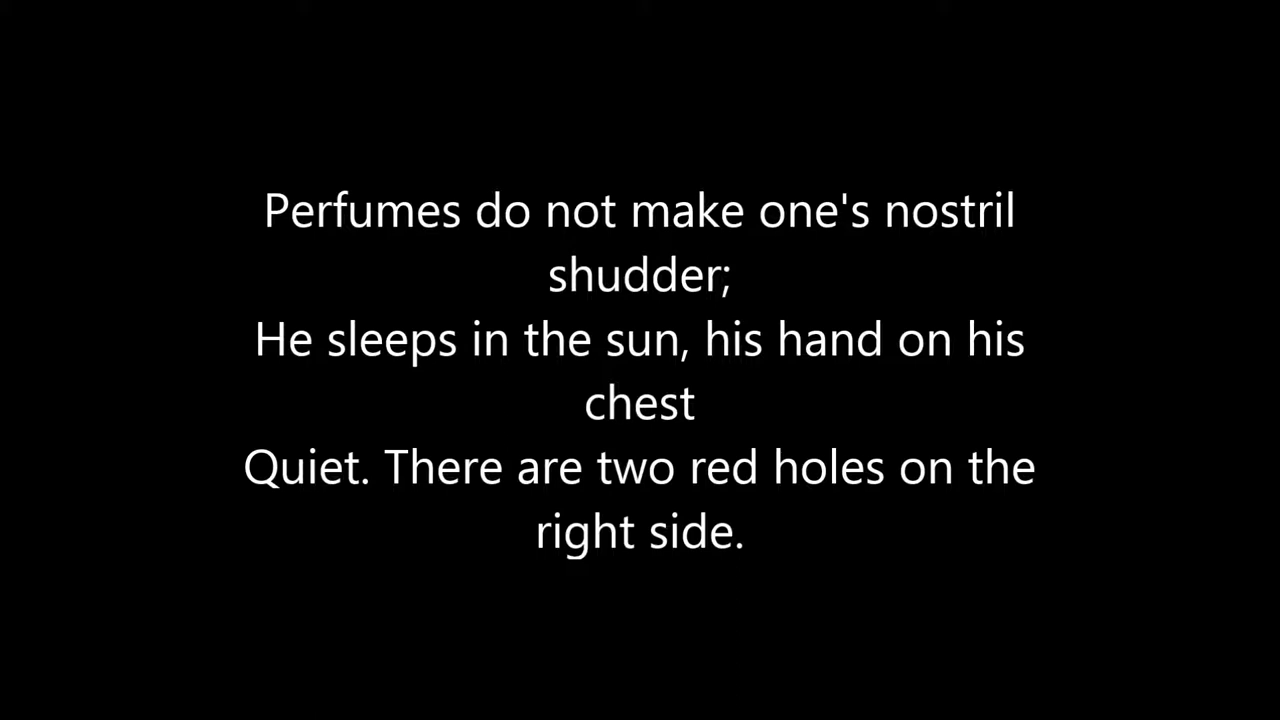 Perfumes do not make one's nostril
shudder;
He sleeps in the sun, his hand on his
chest
Quiet. There are two red holes on the
right side.